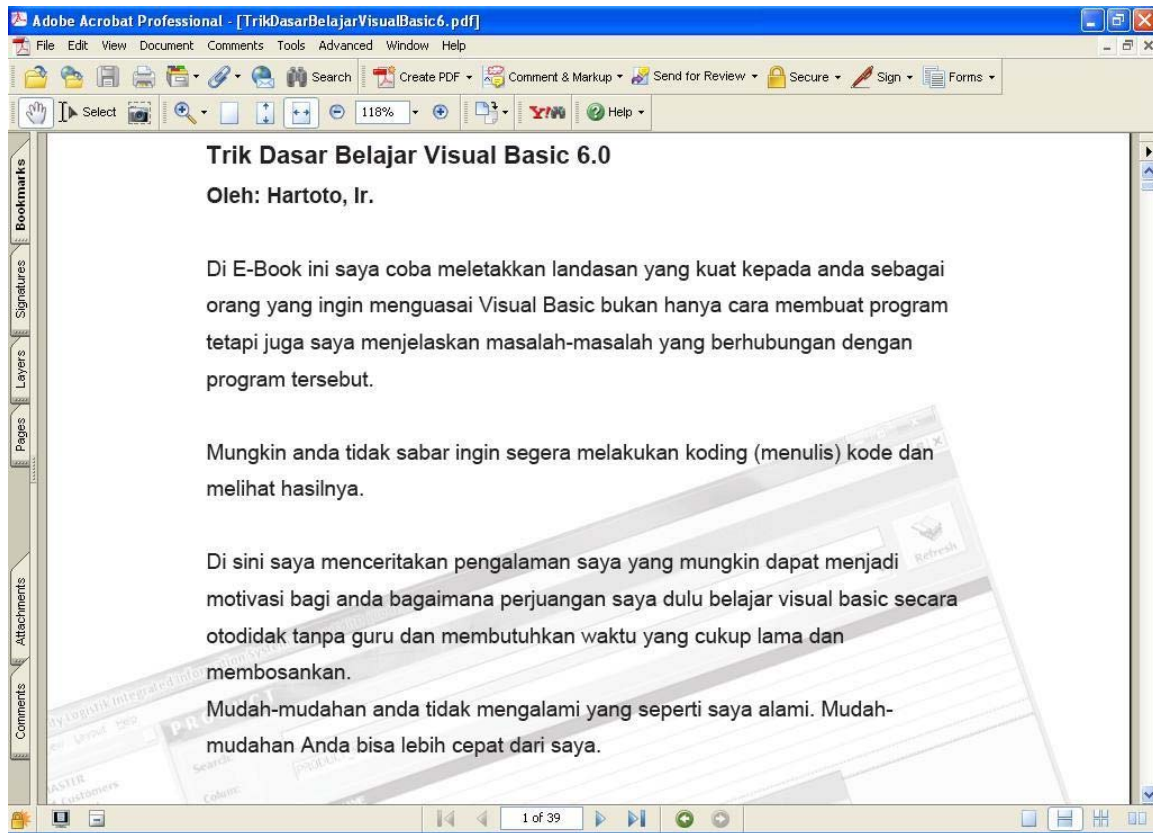 Adobe Acrobat Professional - [TrikDasarBelajarVisualBasic6.pdf]
File Edit View Document Comments Tools Advanced Window Help
Search Create PDF Comment & Markup Send for Review Secure Sign Forms
Select 118% Y! Help
Bookmarks
Signatures
Layers
Pages
Attachments
Comments
Trik Dasar Belajar Visual Basic 6.0
Oleh: Hartoto, Ir.
Di E-Book ini saya coba meletakkan landasan yang kuat kepada anda sebagai
orang yang ingin menguasai Visual Basic bukan hanya cara membuat program
tetapi juga saya menjelaskan masalah-masalah yang berhubungan dengan
program tersebut.
Mungkin anda tidak sabar ingin segera melakukan koding (menulis) kode dan
melihat hasilnya.
Di sini saya menceritakan pengalaman saya yang mungkin dapat menjadi
motivasi bagi anda bagaimana perjuangan saya dulu belajar visual basic secara
otodidak tanpa guru dan membutuhkan waktu yang cukup lama dan
membosankan.
Mudah-mudahan anda tidak mengalami yang seperti saya alami. Mudah-
mudahan Anda bisa lebih cepat dari saya.
Refresh
PROJECT
Search
Colum:
MASTER
Customers
1 of 39